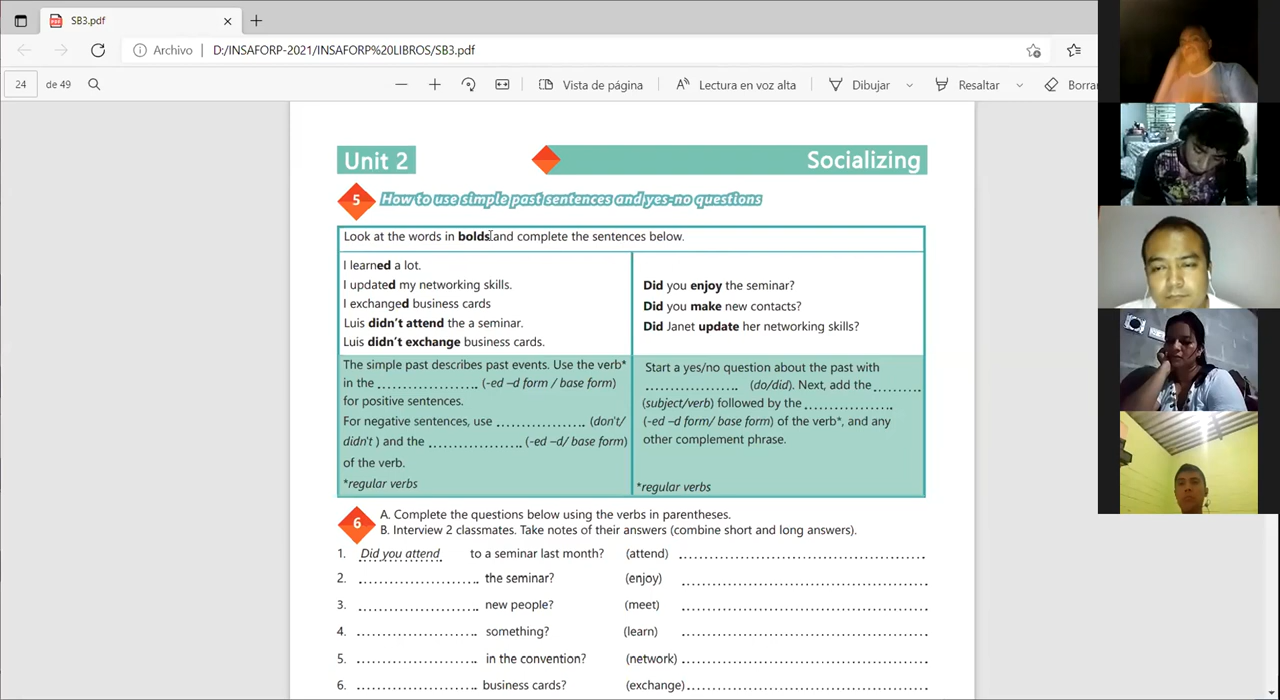 SB3.pdf
Archivo | D:/INSAFORP-2021/INSAFORP%20LIBROS/SB3.pdf
24 de 49 Vista de página Lectura en voz alta Dibujar Resaltar Borrar
Unit 2 Socializing
5 How to use simple past sentences and yes-no questions
Look at the words in bolds and complete the sentences below.
I learned a lot.
I updated my networking skills.
I exchanged business cards
Luis didn't attend the a seminar.
Luis didn't exchange business cards.
Did you enjoy the seminar?
Did you make new contacts?
Did Janet update her networking skills?
The simple past describes past events. Use the verb*
in the .................... (-ed –d form / base form)
for positive sentences.
For negative sentences, use .................. (don't/
didn't ) and the .................... (-ed –d/ base form)
of the verb.
*regular verbs
Start a yes/no question about the past with
................... (do/did). Next, add the ..........
(subject/verb) followed by the ..................
(-ed –d form/ base form) of the verb*, and any
other complement phrase.
*regular verbs
6 A. Complete the questions below using the verbs in parentheses.
B. Interview 2 classmates. Take notes of their answers (combine short and long answers).
1. Did you attend to a seminar last month? (attend) ..................................................
2. ......................... the seminar? (enjoy) ..................................................
3. ......................... new people? (meet) ..................................................
4. ......................... something? (learn) ..................................................
5. ......................... in the convention? (network) ..................................................
6. ......................... business cards? (exchange) ..................................................